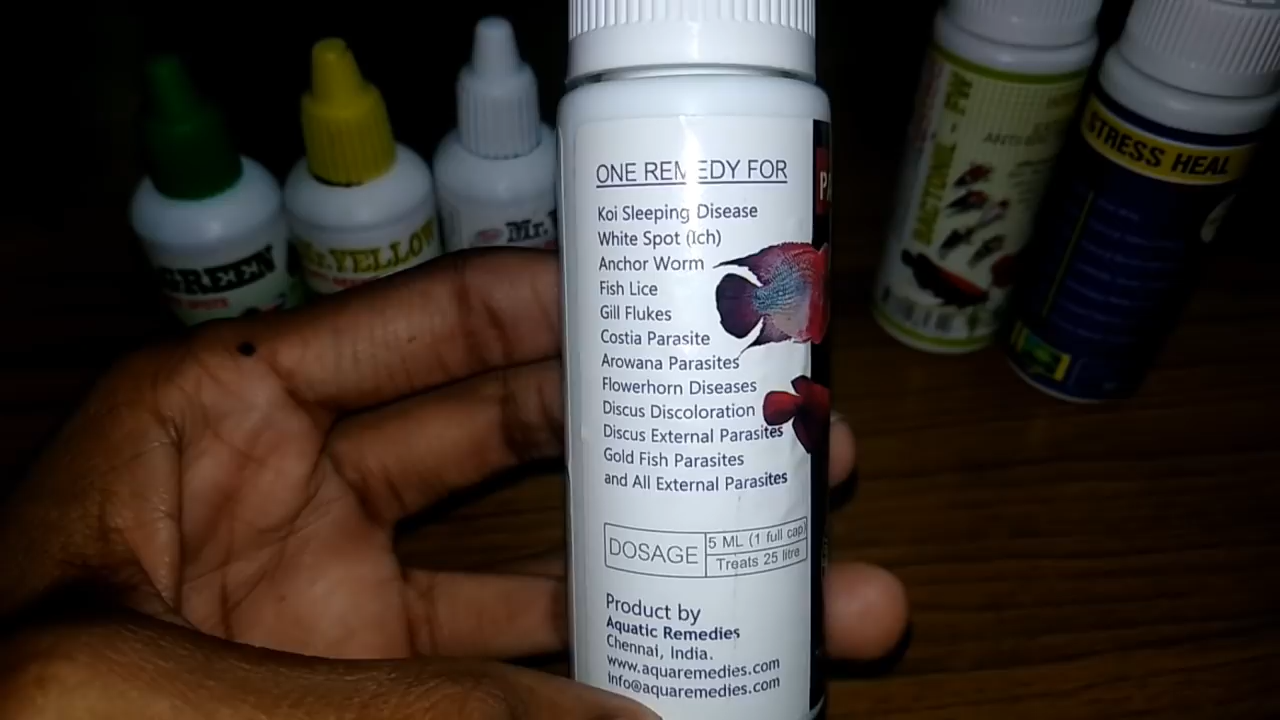 ONE REMEDY FOR
Koi Sleeping Disease
White Spot (Ich)
Anchor Worm
Fish Lice
Gill Flukes
Costia Parasite
Arowana Parasites
Flowerhorn Diseases
Discus Discoloration
Discus External Parasites
Gold Fish Parasites
and All External Parasites
DOSAGE
5 ML (1 full cap)
Treats 25 litre
Product by
Aquatic Remedies
Chennai, India.
www.aquaremedies.com
info@aquaremedies.com
GREEN
Mr.YELLOW
Mr.
STRESS HEAL